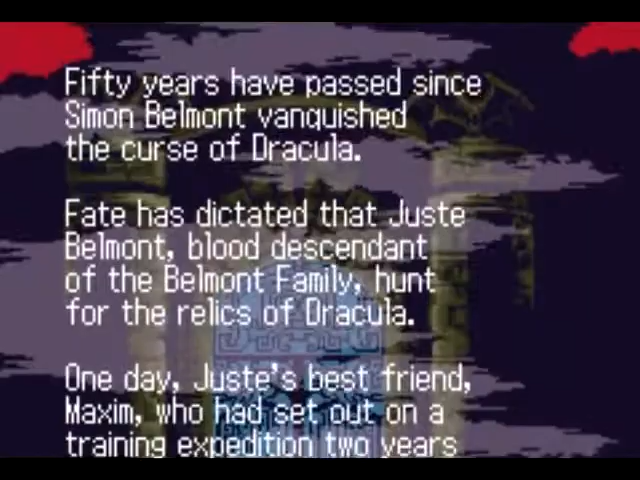 Fifty years have passed since
Simon Belmont vanquished
the curse of Dracula.
Fate has dictated that Juste
Belmont, blood descendant
of the Belmont Family, hunt
for the relics of Dracula.
One day, Juste's best friend,
Maxim, who had set out on a
training expedition two years